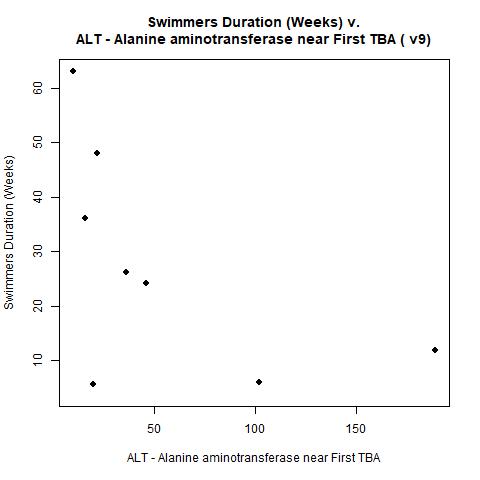 Swimmers Duration (Weeks) v.
ALT - Alanine aminotransferase near First TBA ( v9)
Swimmers Duration (Weeks)
60
50
40
30
20
10
50
100
150
ALT - Alanine aminotransferase near First TBA